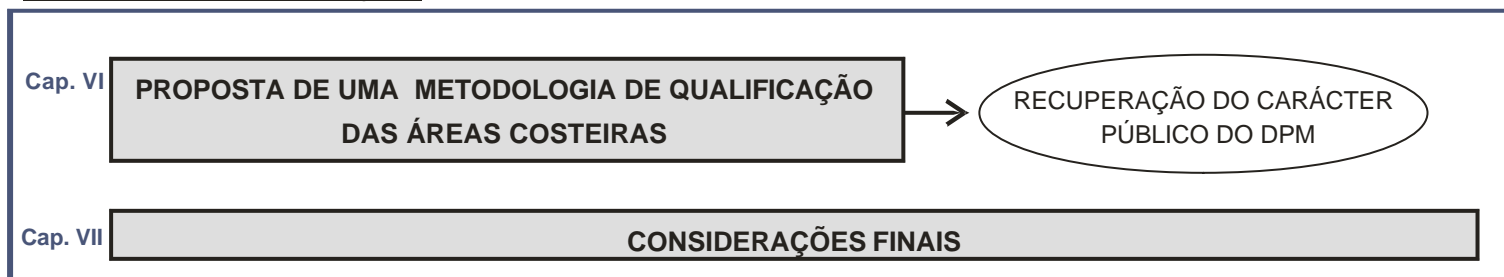 Cap. VI
PROPOSTA DE UMA METODOLOGIA DE QUALIFICAÇÃO
DAS ÁREAS COSTEIRAS
RECUPERAÇÃO DO CARÁCTER
PÚBLICO DO DPM
Cap. VII
CONSIDERAÇÕES FINAIS